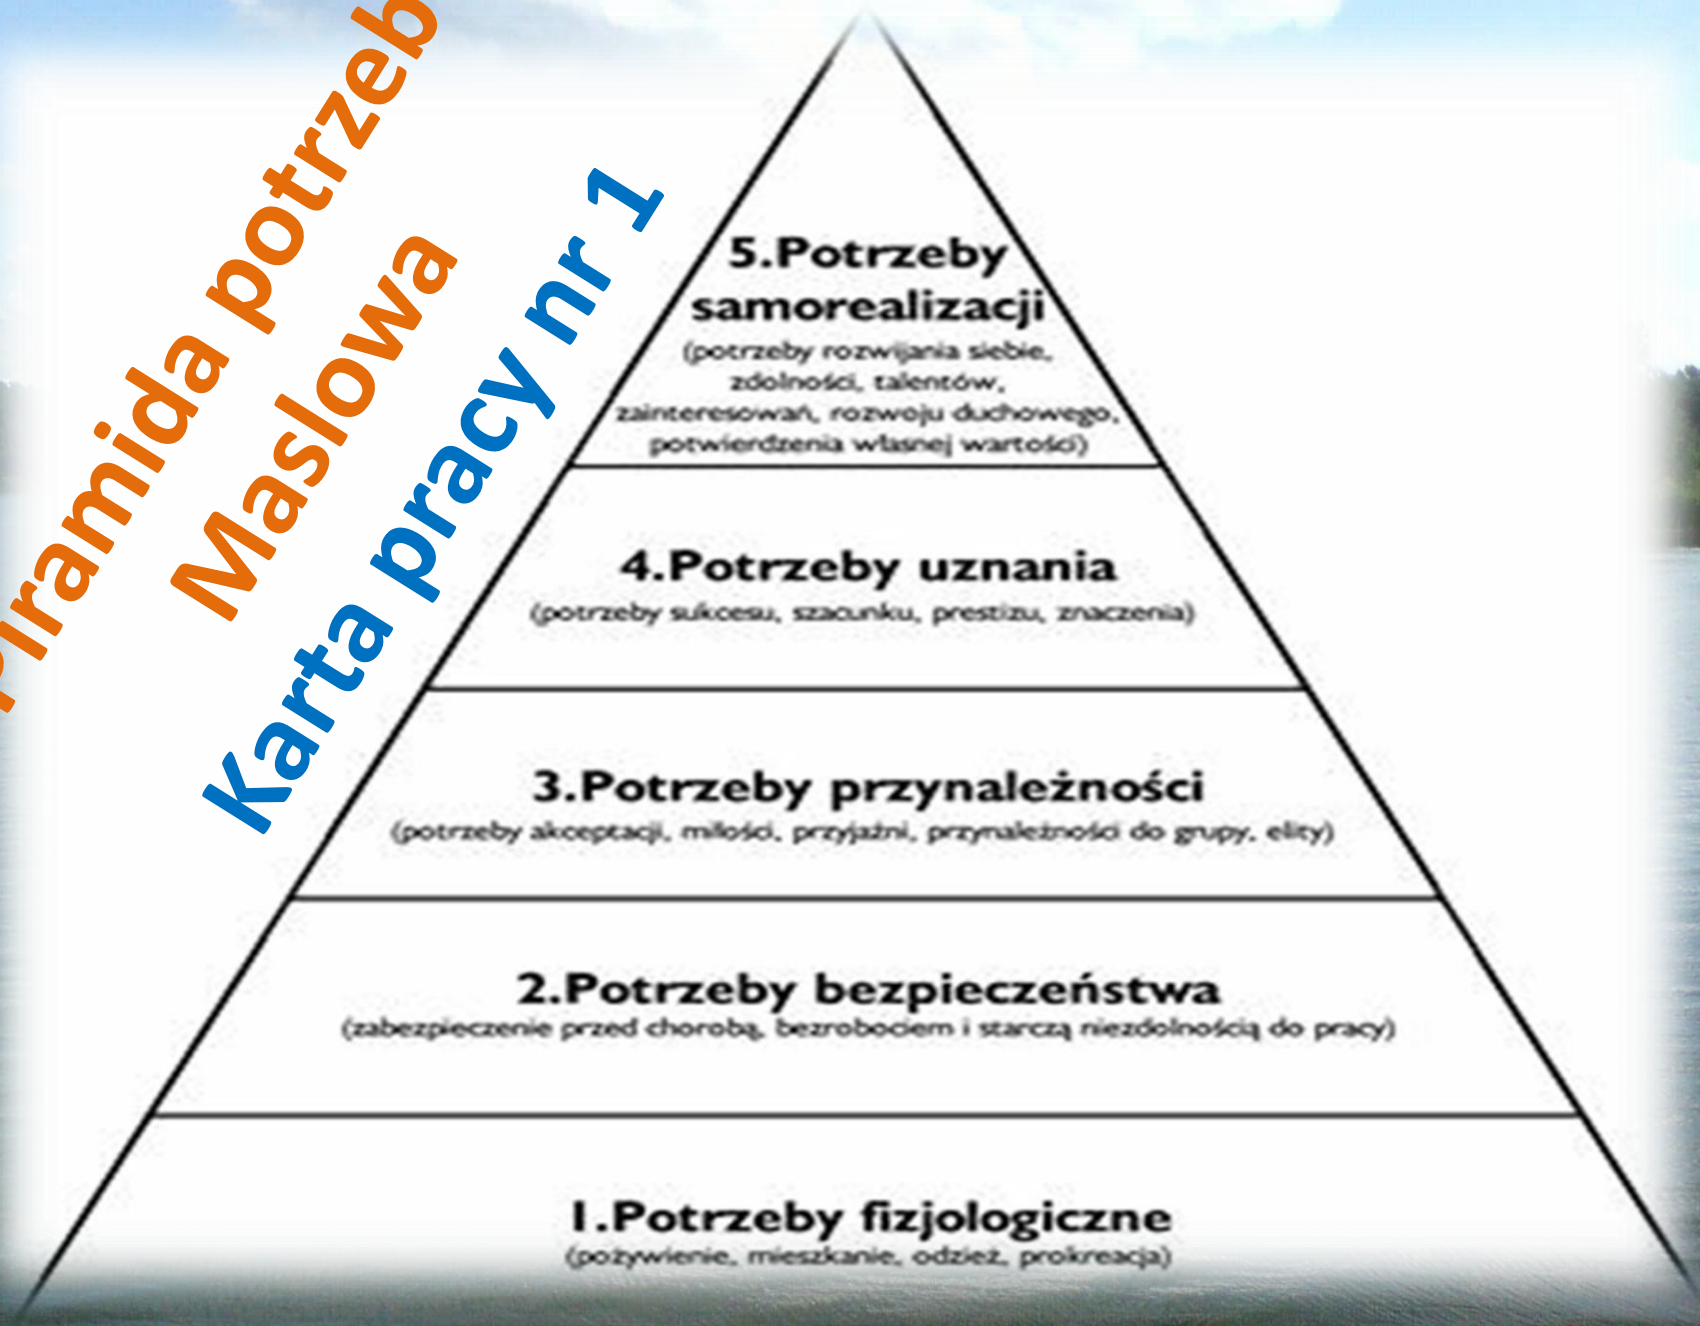 Piramida potrzeb
Maslowa
Karta pracy nr 1
5.Potrzeby
samorealizacji
(potrzeby rozwijania siebie,
zdolności, talentów,
zainteresowań, rozwoju duchowego,
potwierdzenia własnej wartości)
4.Potrzeby uznania
(potrzeby sukcesu, szacunku, prestizu, znaczenia)
3.Potrzeby przynależności
(potrzeby akceptacji, miłości, przyjaźni, przynależności do grupy, elity)
2.Potrzeby bezpieczeństwa
(zabezpieczenie przed chorobą, bezrobociem i starczą niezdolnością do pracy)
1.Potrzeby fizjologiczne
(pożywienie, mieszkanie, odzież, prokreacja)